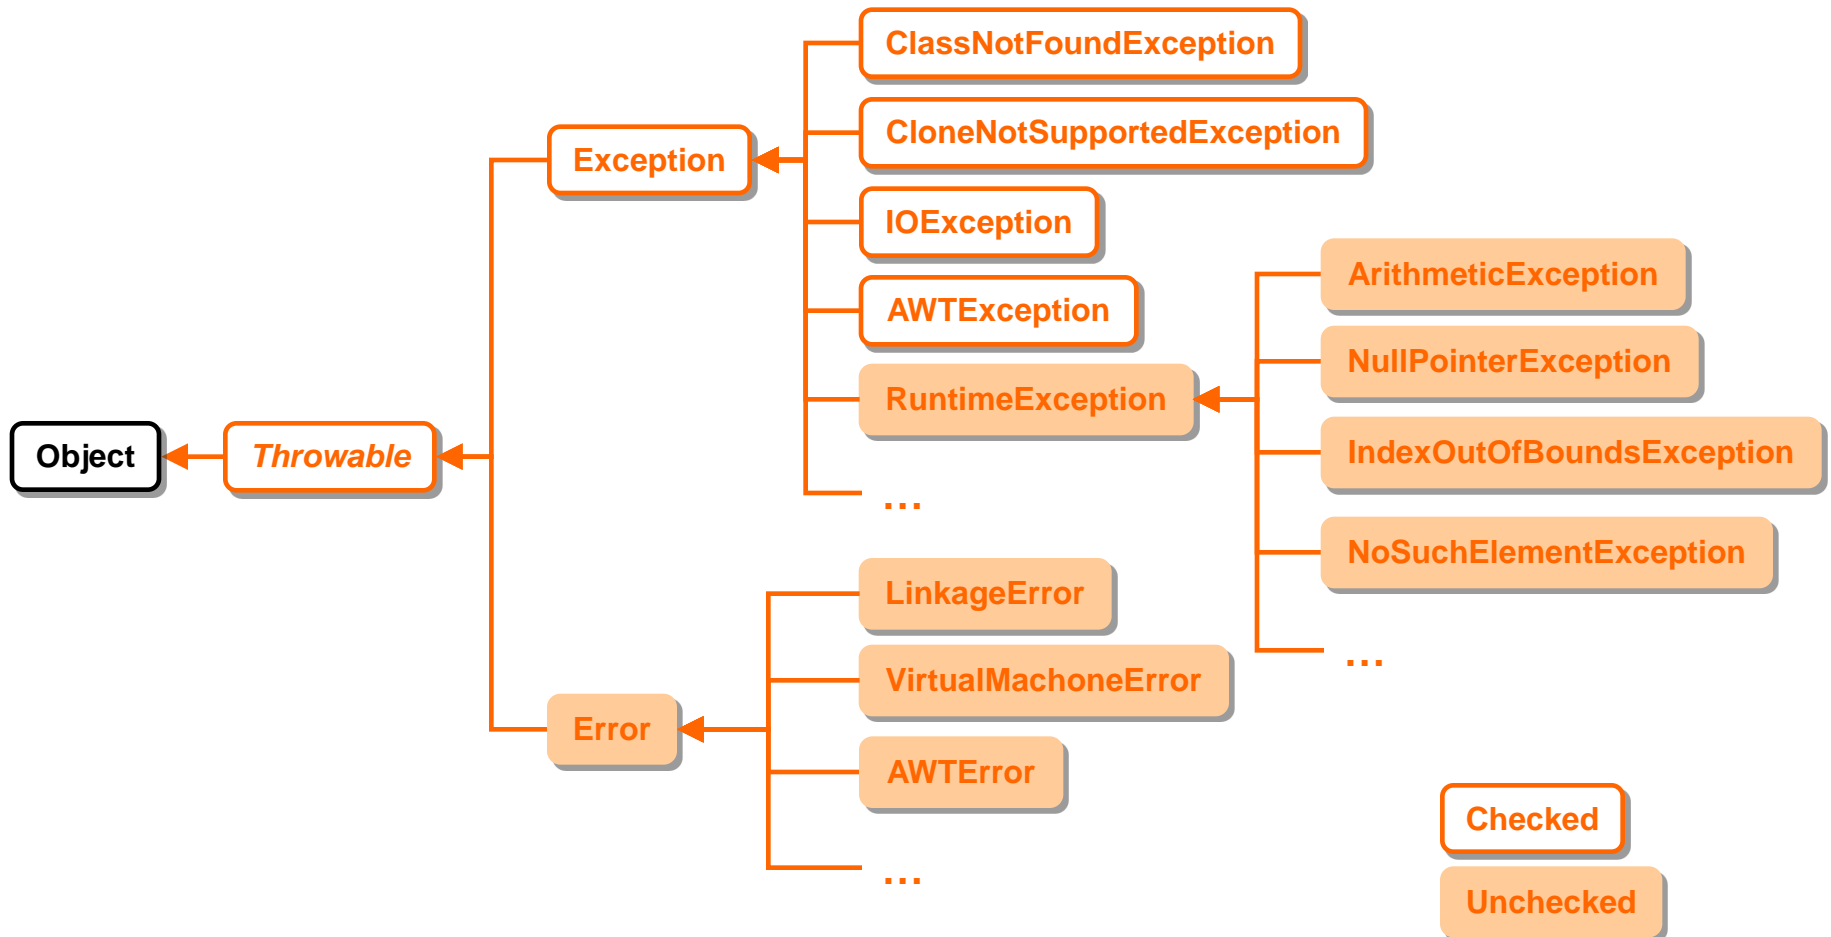 ClassNotFoundException
CloneNotSupportedException
Exception
IOException
ArithmeticException
AWTException
NullPointerException
RuntimeException
Object
Throwable
IndexOutOfBoundsException
...
NoSuchElementException
LinkageError
...
VirtualMachoneError
Error
AWTError
Checked
...
Unchecked